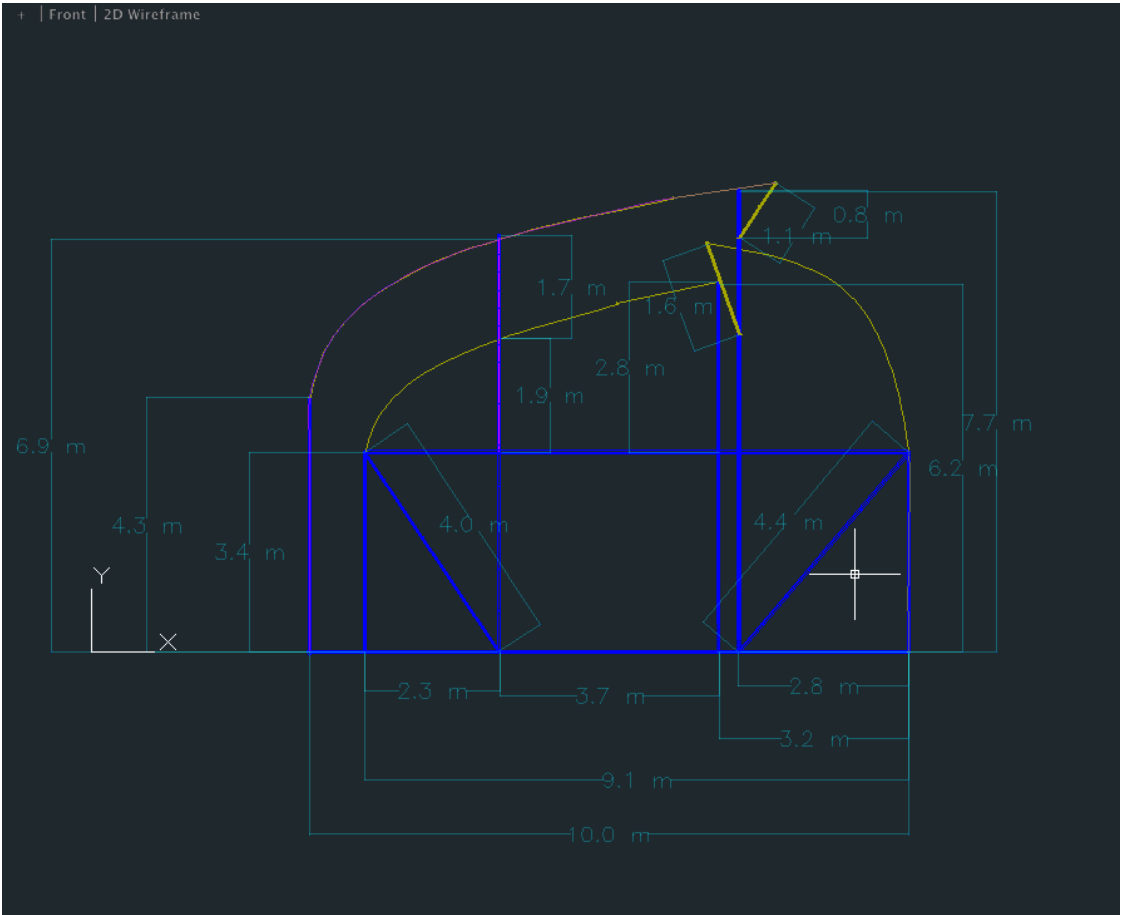 + | Front | 2D Wireframe
0.8 m
1.1 m
1.7 m
1.6 m
2.8 m
1.9 m
7.7 m
6.9 m
6.2 m
4.3 m
4.0 m
4.4 m
3.4 m
Y
X
2.3 m
3.7 m
2.8 m
3.2 m
9.1 m
10.0 m